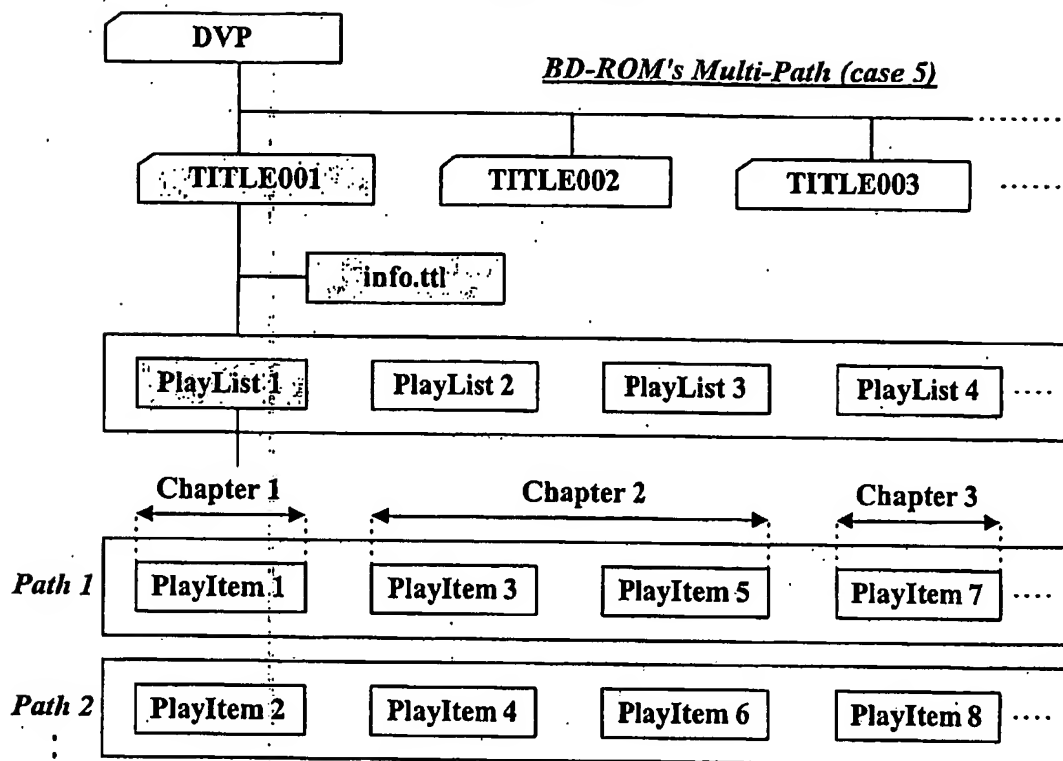 DVP
BD-ROM's Multi-Path (case 5)
TITLE001 TITLE002 TITLE003
info.ttl
PlayList 1 PlayList 2 PlayList 3 PlayList 4
Chapter 1 Chapter 2 Chapter 3
Path 1 PlayItem 1 PlayItem 3 PlayItem 5 PlayItem 7
Path 2 PlayItem 2 PlayItem 4 PlayItem 6 PlayItem 8